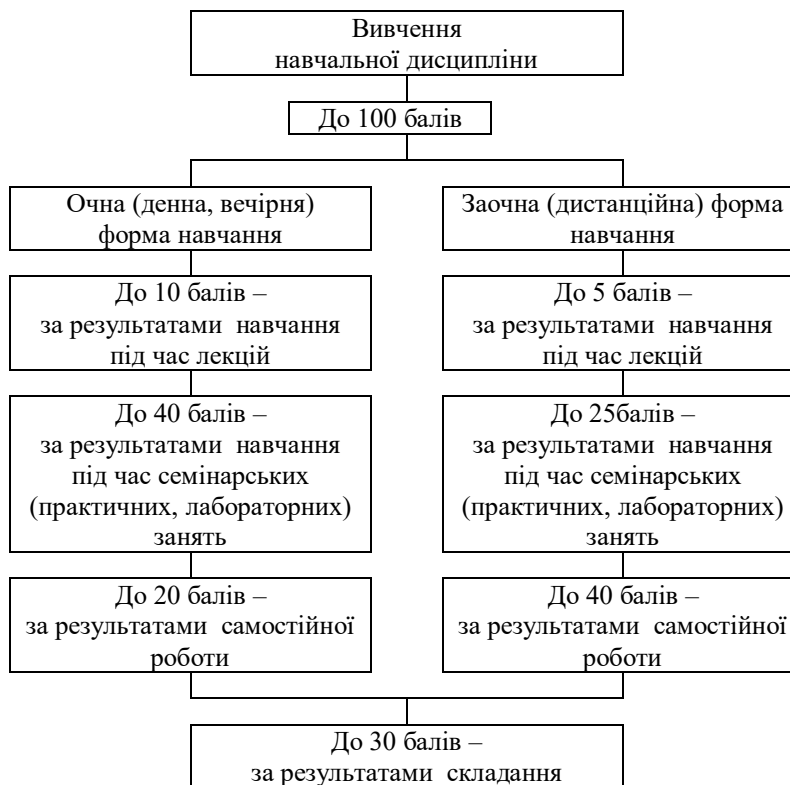 Вивчення
навчальної дисципліни
До 100 балів
Очна (денна, вечірня)
форма навчання
Заочна (дистанційна) форма
навчання
До 10 балів –
за результатами навчання
під час лекцій
До 5 балів –
за результатами навчання
під час лекцій
До 40 балів –
за результатами навчання
під час семінарських
(практичних, лабораторних)
занять
До 25балів –
за результатами навчання
під час семінарських
(практичних, лабораторних)
занять
До 20 балів –
за результатами самостійної
роботи
До 40 балів –
за результатами самостійної
роботи
До 30 балів –
за результатами складання